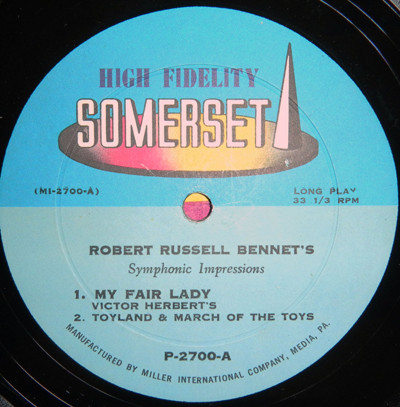 HIGH FIDELITY
SOMERSET
(MI-2700-A)
LONG PLAY
33 1/3 RPM
ROBERT RUSSELL BENNET'S
Symphonic Impressions
1. MY FAIR LADY
VICTOR HERBERT'S
2. TOYLAND & MARCH OF THE TOYS
P-2700-A
MANUFACTURED BY MILLER INTERNATIONAL COMPANY, MEDIA, PA.